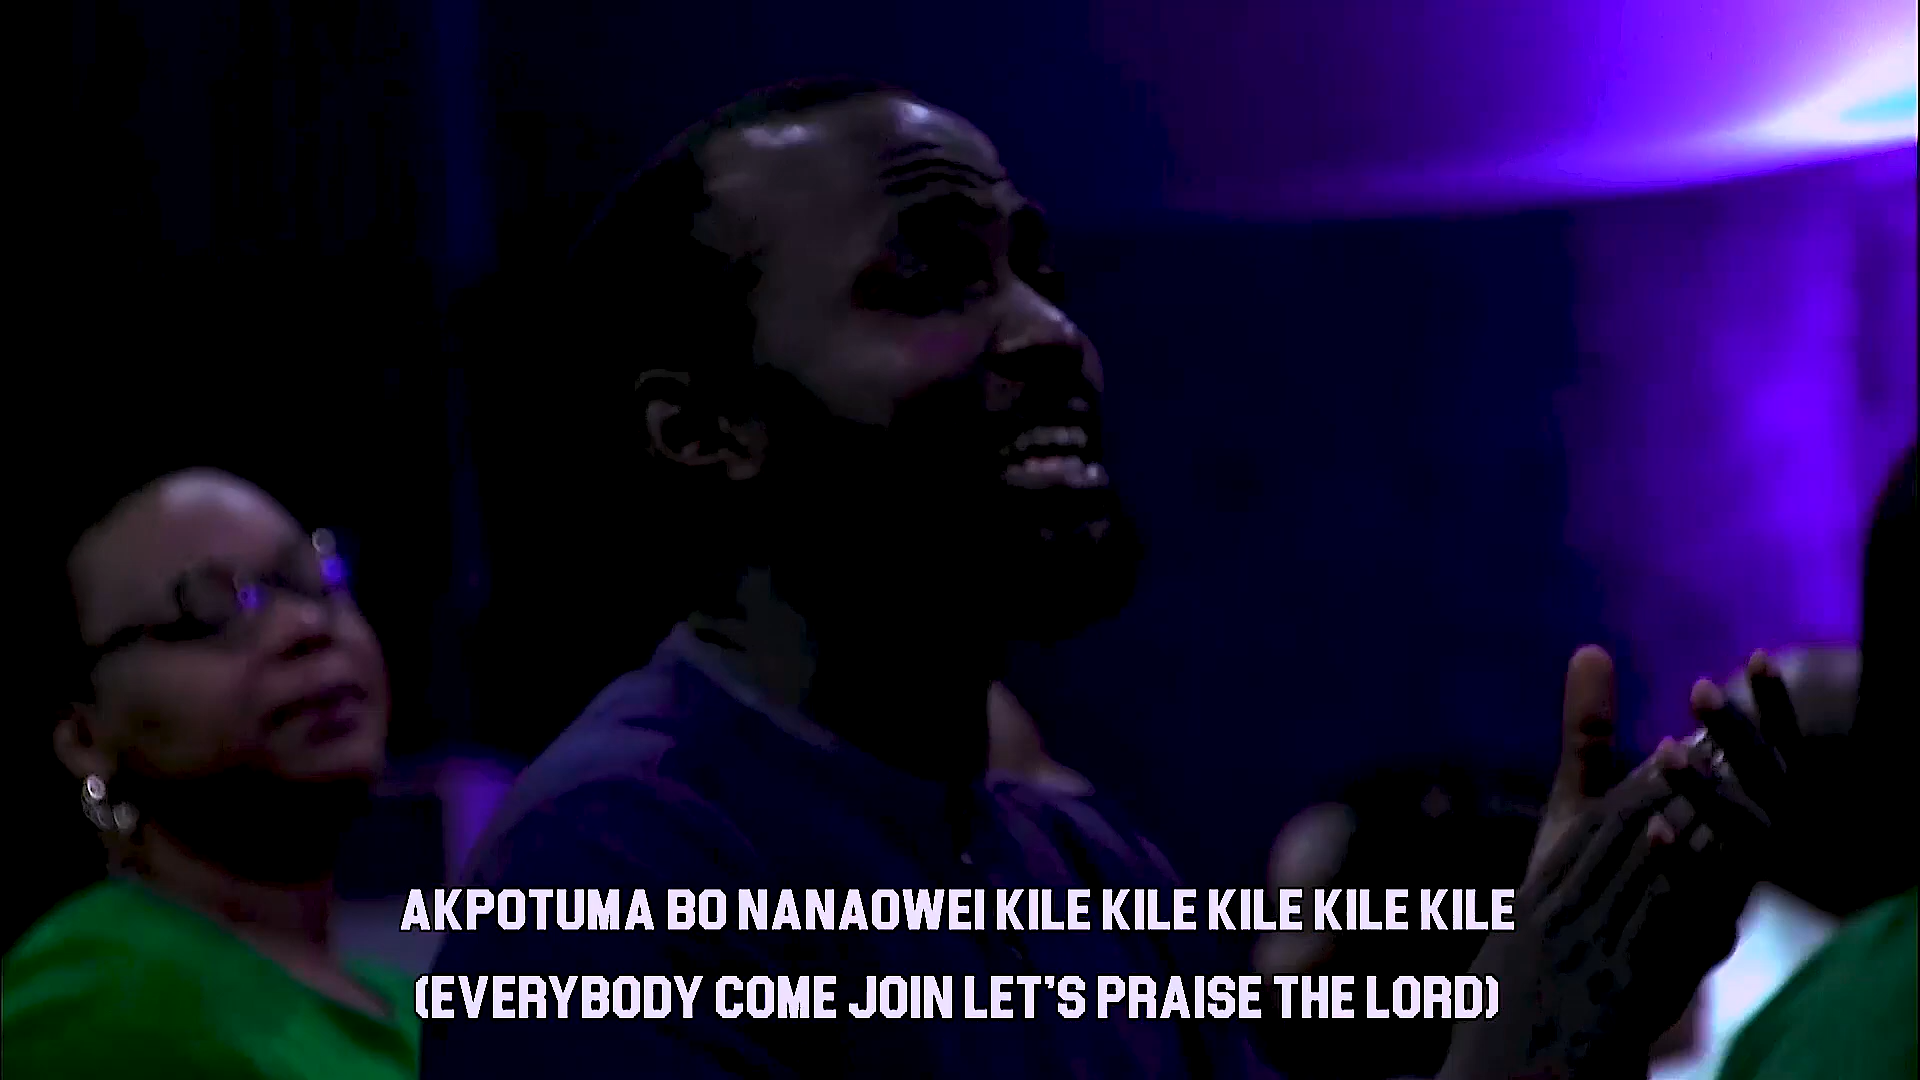 AKPOTUMA BO NANAOWEI KILE KILE KILE KILE KILE
(EVERYBODY COME JOIN LET'S PRAISE THE LORD)